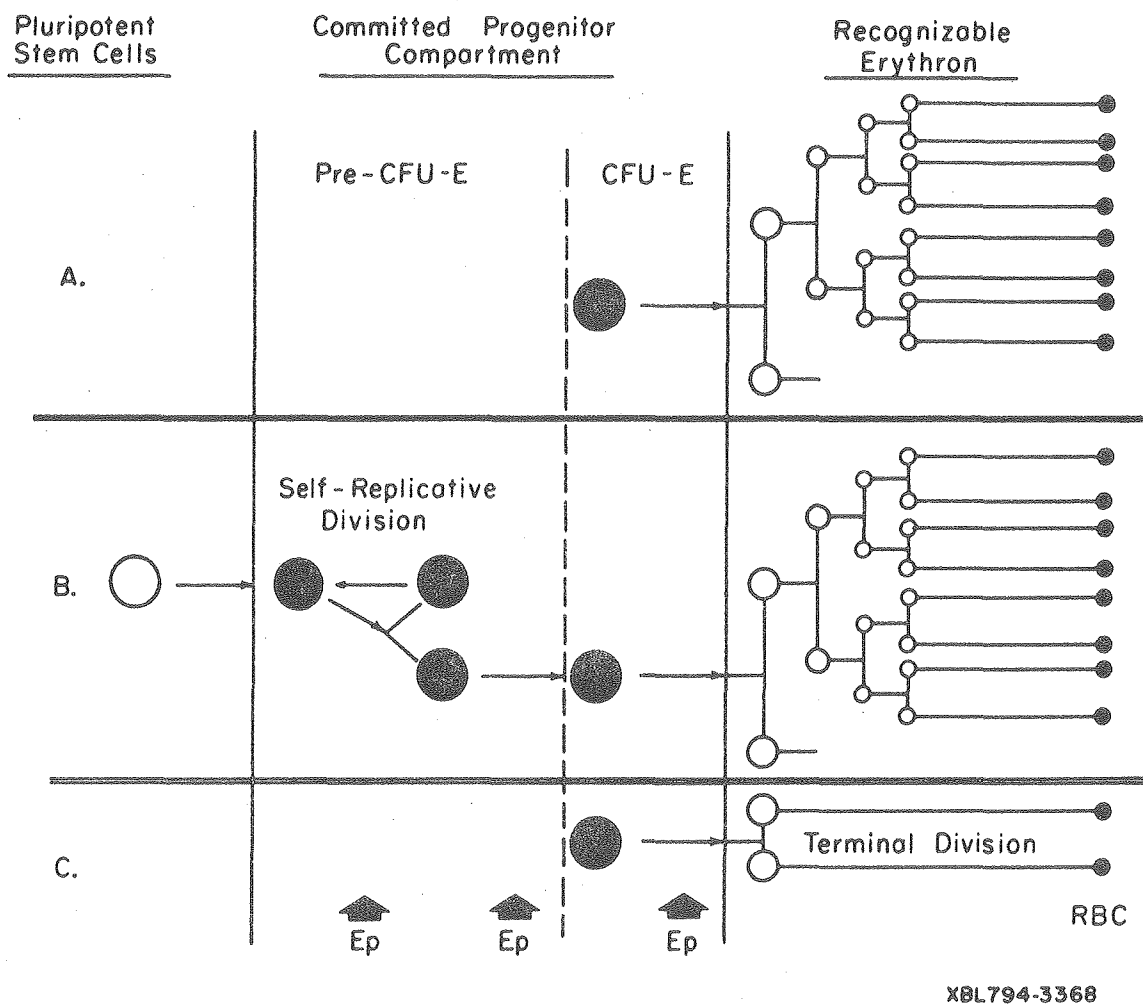 Pluripotent
Stem Cells
Committed Progenitor
Compartment
Recognizable
Erythron
Pre-CFU-E
CFU-E
A.
Self-Replicative
Division
B.
C.
Terminal Division
Ep
Ep
Ep
RBC
XBL794-3368